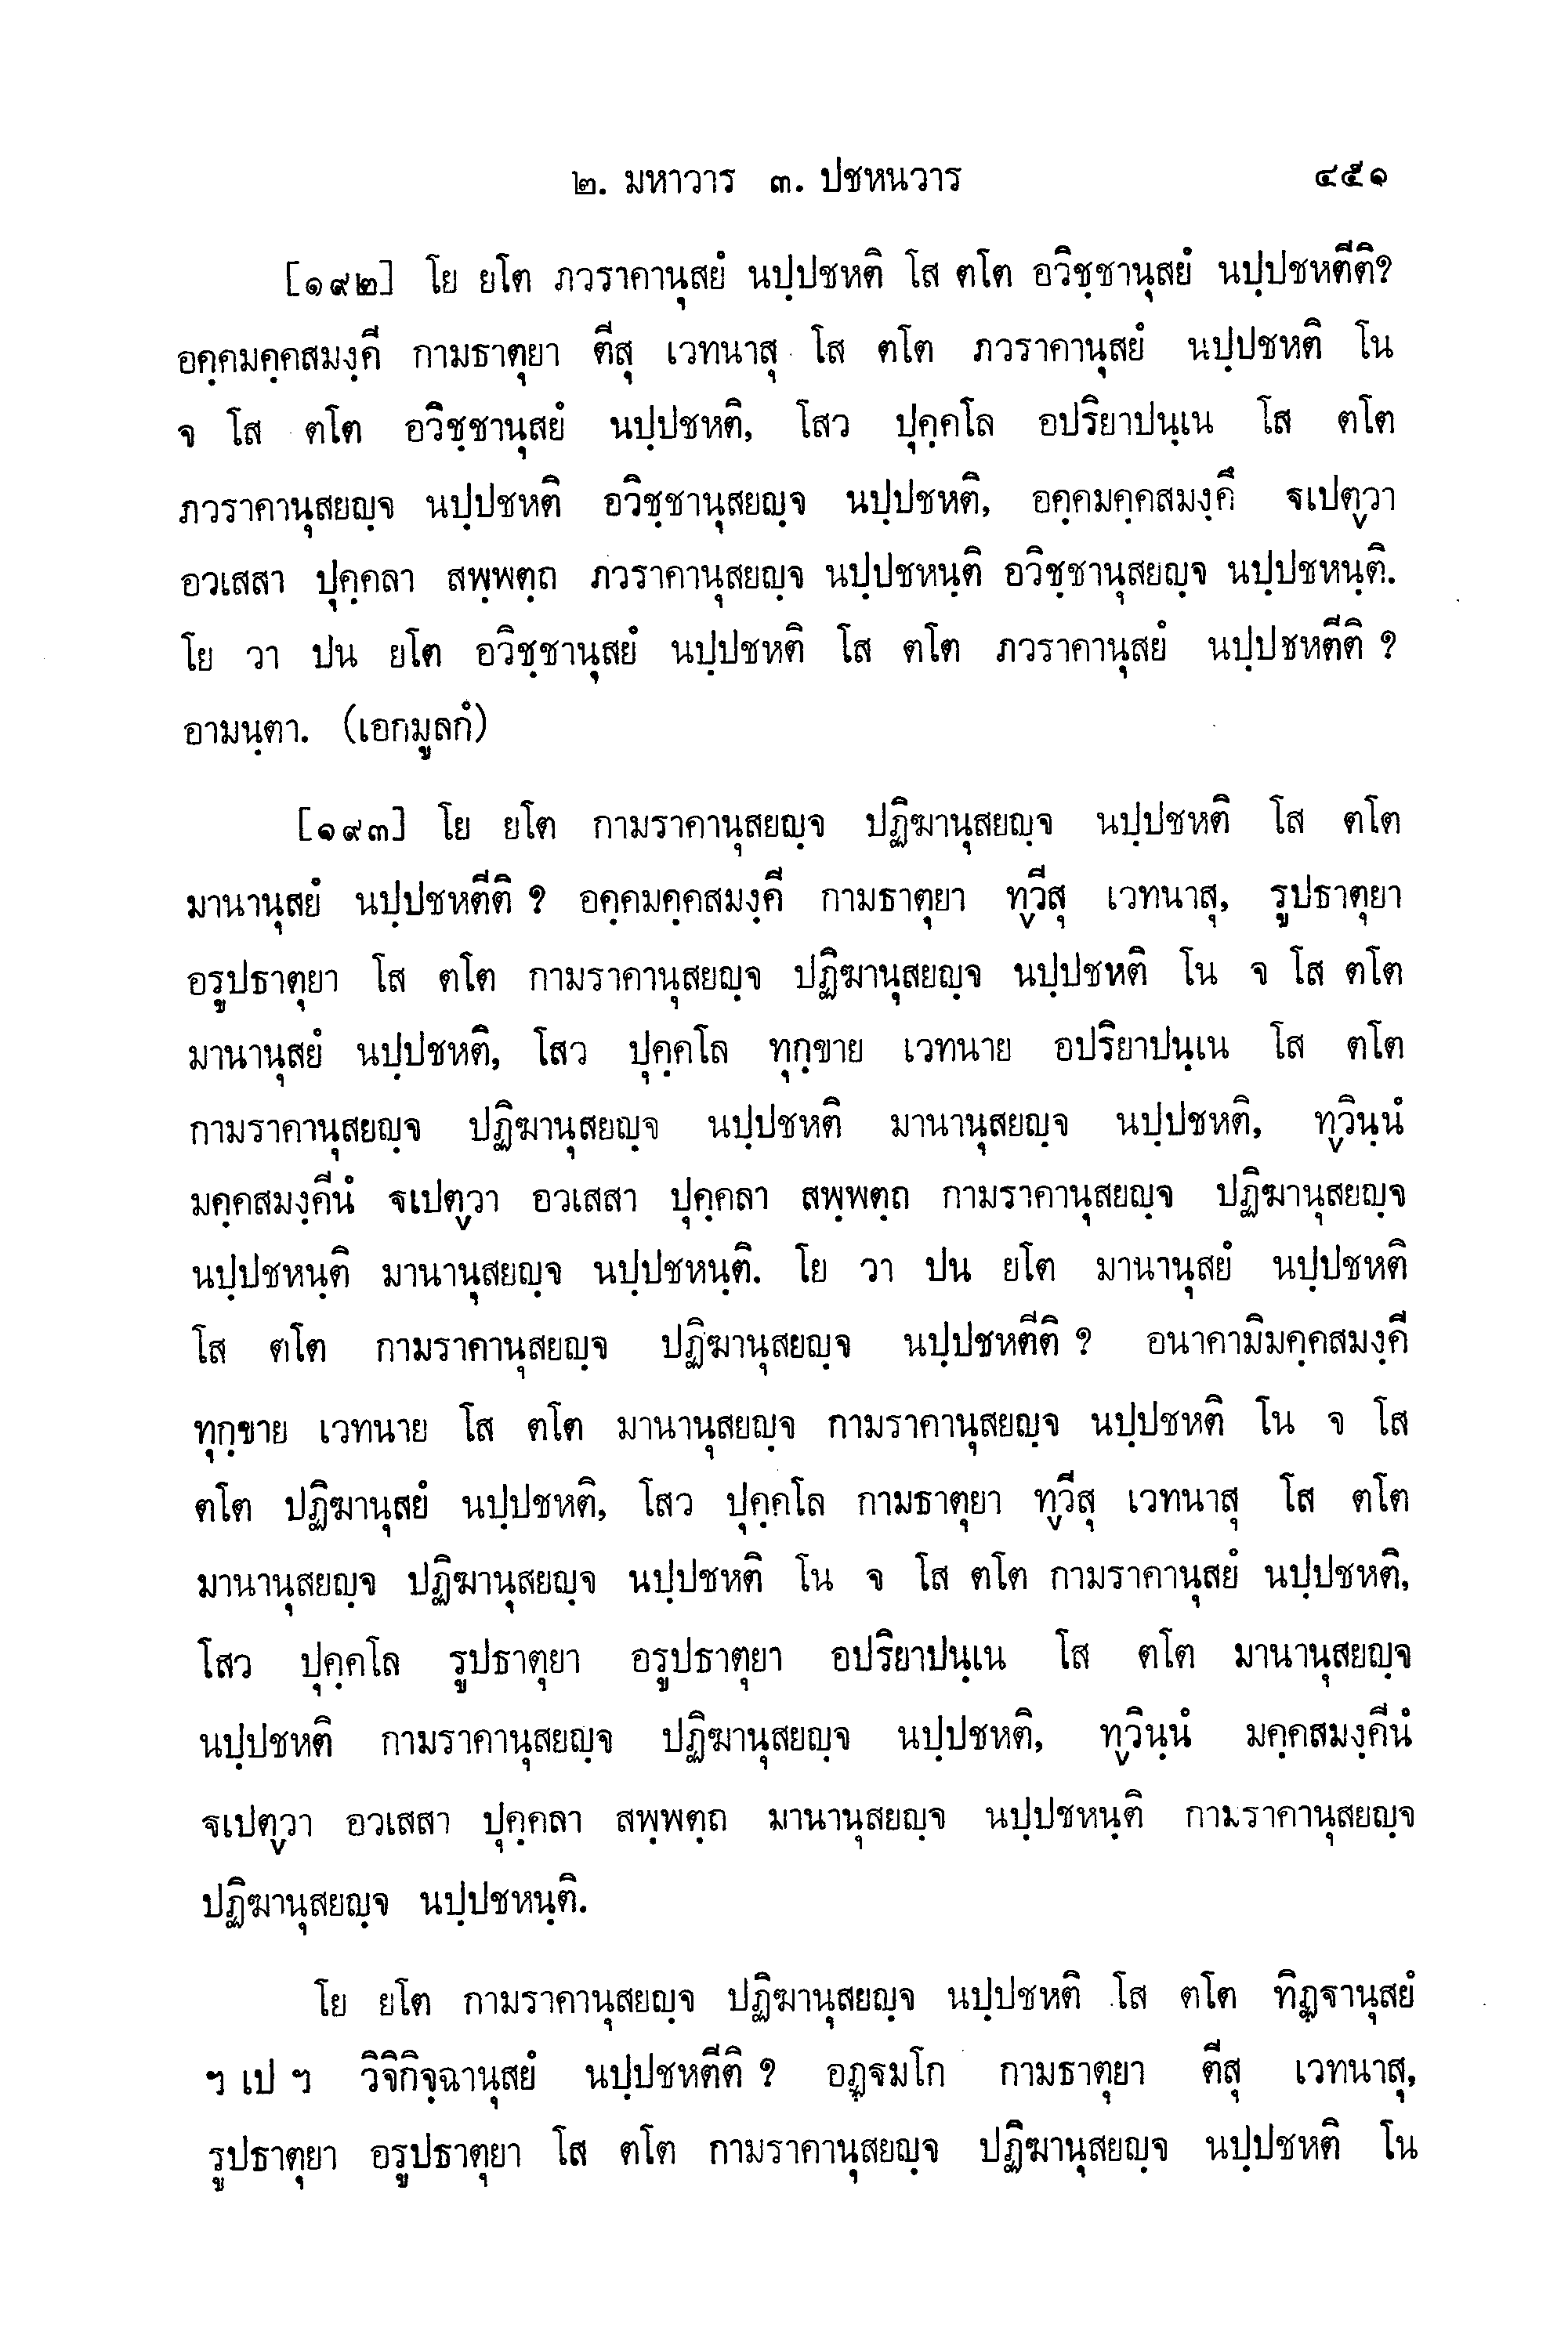 ๒. มหาวาร ๓. ปชหนวาร ๔๕๑
[๑๙๒] โย ยโต ภวราคานุสยํ นปฺปชหติ โส ตโต อวิชฺชานุสยํ นปฺปชหตีติ?
อคฺคมคฺคสมงฺคี กามธาตุยา ตีสุ เวทนาสุ โส ตโต ภวราคานุสยํ นปฺปชหติ โน
จ โส ตโต อวิชฺชานุสยํ นปฺปชหติ, โสว ปุคฺคโล อปริยาปนฺเน โส ตโต
ภวราคานุสยญฺจ นปฺปชหติ อวิชฺชานุสยญฺจ นปฺปชหติ, อคฺคมคฺคสมงฺคึ ฐเปตฺวา
อวเสสา ปุคฺคลา สพฺพตฺถ ภวราคานุสยญฺจ นปฺปชหนฺติ อวิชฺชานุสยญฺจ นปฺปชหนฺติ.
โย วา ปน ยโต อวิชฺชานุสยํ นปฺปชหติ โส ตโต ภวราคานุสยํ นปฺปชหตีติ ?
อามนฺตา. (เอกมูลกํ)
[๑๙๓] โย ยโต กามราคานุสยญฺจ ปฏิฆานุสยญฺจ นปฺปชหติ โส ตโต
มานานุสยํ นปฺปชหตีติ ? อคฺคมคฺคสมงฺคี กามธาตุยา ทฺวีสุ เวทนาสุ, รูปธาตุยา
อรูปธาตุยา โส ตโต กามราคานุสยญฺจ ปฏิฆานุสยญฺจ นปฺปชหติ โน จ โส ตโต
มานานุสยํ นปฺปชหติ, โสว ปุคฺคโล ทุกฺขาย เวทนาย อปริยาปนฺเน โส ตโต
กามราคานุสยญฺจ ปฏิฆานุสยญฺจ นปฺปชหติ มานานุสยญฺจ นปฺปชหติ, ทฺวินฺนํ
มคฺคสมงฺคีนํ ฐเปตฺวา อวเสสา ปุคฺคลา สพฺพตฺถ กามราคานุสยญฺจ ปฏิฆานุสยญฺจ
นปฺปชหนฺติ มานานุสยญฺจ นปฺปชหนฺติ. โย วา ปน ยโต มานานุสยํ นปฺปชหติ
โส ตโต กามราคานุสยญฺจ ปฏิฆานุสยญฺจ นปฺปชหตีติ ? อนาคามิมคฺคสมงฺคี
ทุกฺขาย เวทนาย โส ตโต มานานุสยญฺจ กามราคานุสยญฺจ นปฺปชหติ โน จ โส
ตโต ปฏิฆานุสยํ นปฺปชหติ, โสว ปุคฺคโล กามธาตุยา ทฺวีสุ เวทนาสุ โส ตโต
มานานุสยญฺจ ปฏิฆานุสยญฺจ นปฺปชหติ โน จ โส ตโต กามราคานุสยํ นปฺปชหติ,
โสว ปุคฺคโล รูปธาตุยา อรูปธาตุยา อปริยาปนฺเน โส ตโต มานานุสยญฺจ
นปฺปชหติ กามราคานุสยญฺจ ปฏิฆานุสยญฺจ นปฺปชหติ, ทฺวินฺนํ มคฺคสมงฺคีนํ
ฐเปตฺวา อวเสสา ปุคฺคลา สพฺพตฺถ มานานุสยญฺจ นปฺปชหนฺติ กามราคานุสยญฺจ
ปฏิฆานุสยญฺจ นปฺปชหนฺติ.
โย ยโต กามราคานุสยญฺจ ปฏิฆานุสยญฺจ นปฺปชหติ โส ตโต ทิฏฺฐานุสยํ
ฯ เป ฯ วิจิกิจฺฉานุสยํ นปฺปชหตีติ ? อฏฺฐมโก กามธาตุยา ตีสุ เวทนาสุ,
รูปธาตุยา อรูปธาตุยา โส ตโต กามราคานุสยญฺจ ปฏิฆานุสยญฺจ นปฺปชหติ โน